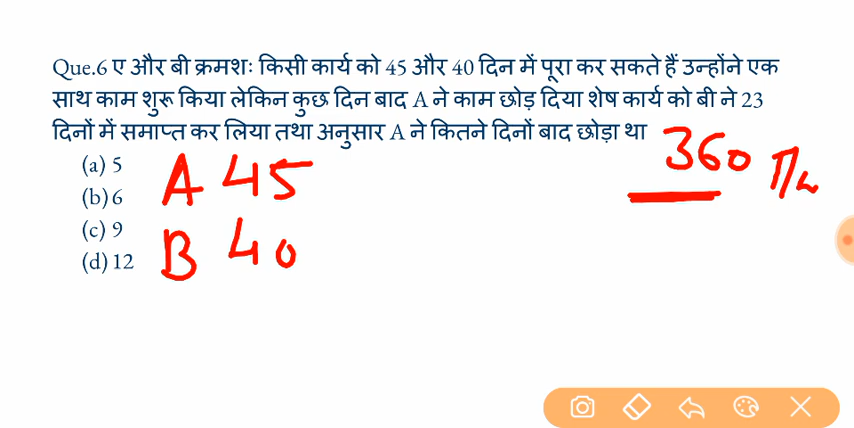 Que.6 ए और बी क्रमशः किसी कार्य को 45 और 40 दिन में पूरा कर सकते हैं उन्होंने एक
साथ काम शुरू किया लेकिन कुछ दिन बाद A ने काम छोड़ दिया शेष कार्य को बी ने 23
दिनों में समाप्त कर लिया तथा अनुसार A ने कितने दिनों बाद छोड़ा था
(a) 5
(b) 6
(c) 9
(d) 12
A 45
B 40
360